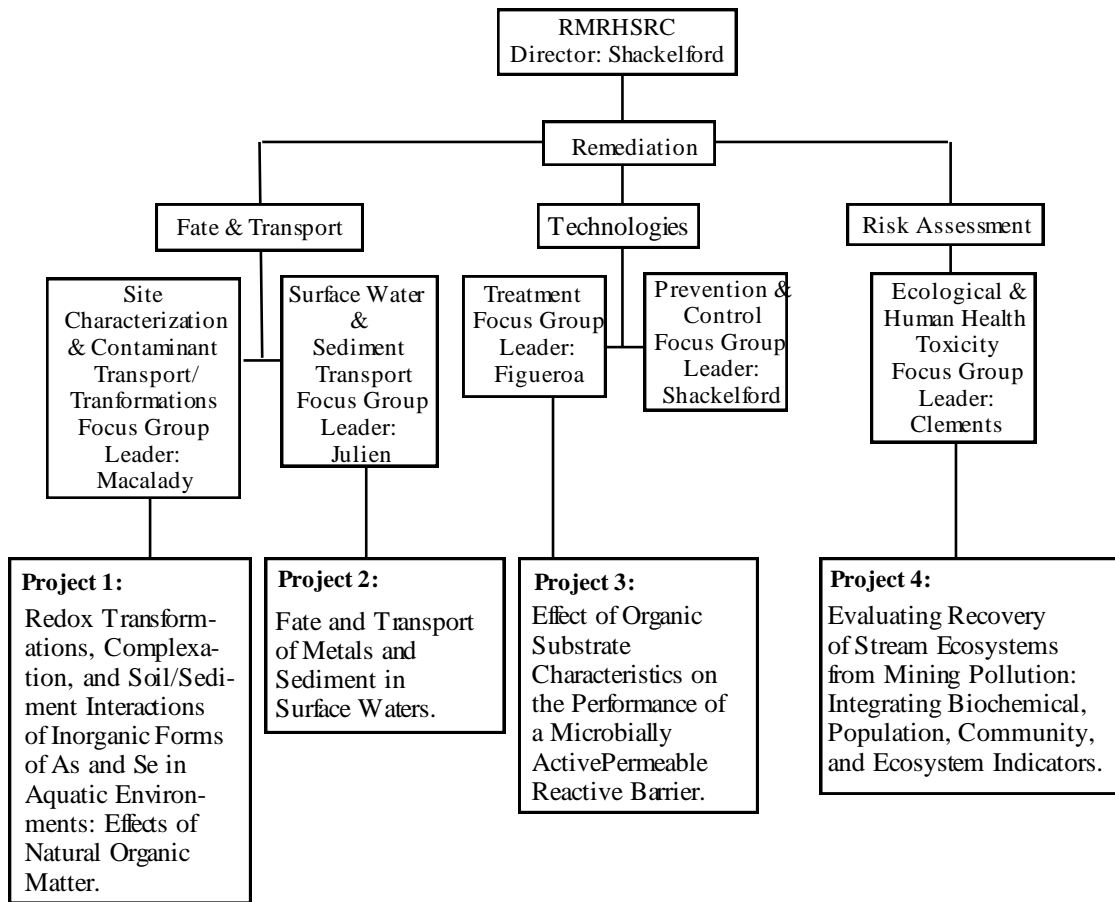 RMRHSRC
Director: Shackelford
Remediation
Fate & Transport
Technologies
Risk Assessment
Site
Characterization
& Contaminant
Transport/
Tranformations
Focus Group
Leader:
Macalady
Surface Water
&
Sediment
Transport
Focus Group
Leader:
Julien
Treatment
Focus Group
Leader:
Figueroa
Prevention &
Control
Focus Group
Leader:
Shackelford
Ecological &
Human Health
Toxicity
Focus Group
Leader:
Clements
Project 1:
Redox Transform-
ations, Complexa-
tion, and Soil/Sedi-
ment Interactions
of Inorganic Forms
of As and Se in
Aquatic Environ-
ments: Effects of
Natural Organic
Matter.
Project 2:
Fate and Transport
of Metals and
Sediment in
Surface Waters.
Project 3:
Effect of Organic
Substrate
Characteristics on
the Performance of
a Microbially
ActivePermeable
Reactive Barrier.
Project 4:
Evaluating Recovery
of Stream Ecosystems
from Mining Pollution:
Integrating Biochemical,
Population, Community,
and Ecosystem Indicators.